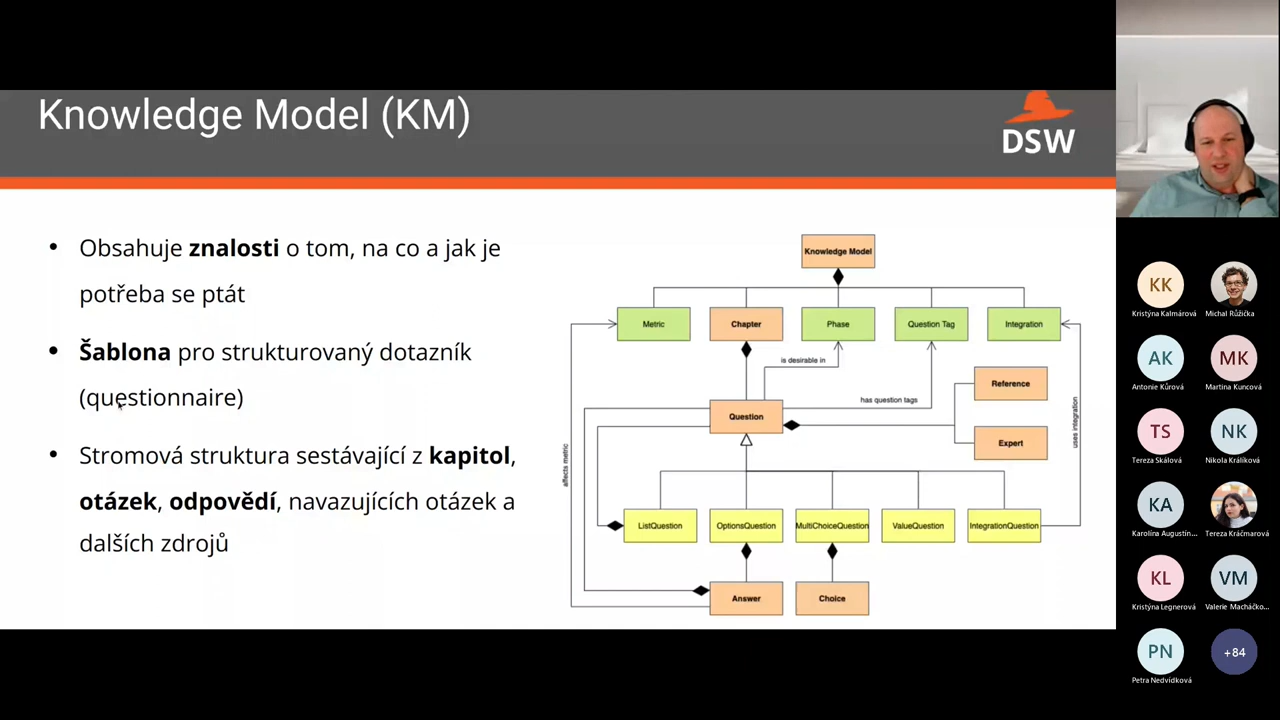 Knowledge Model (KM)
DSW
• Obsahuje znalosti o tom, na co a jak je
potřeba se ptát
• Šablona pro strukturovaný dotazník
(questionnaire)
• Stromová struktura sestávající z kapitol,
otázek, odpovědí, navazujících otázek a
dalších zdrojů
Knowledge Model
Metric
Chapter
Phase
Question Tag
Integration
is desirable in
Reference
has question tags
Question
Expert
affects metric
uses integration
ListQuestion
OptionsQuestion
MultiChoiceQuestion
ValueQuestion
IntegrationQuestion
Answer
Choice
KK
Kristýna Kalmárová
Michal Růžička
AK
Antonie Kůrová
MK
Martina Kuncová
TS
Tereza Skálová
NK
Nikola Králíková
KA
Karolína Augustin...
Tereza Kráčmarová
KL
Kristýna Legnerová
VM
Valerie Macháčko...
PN
Petra Nedvídková
+84